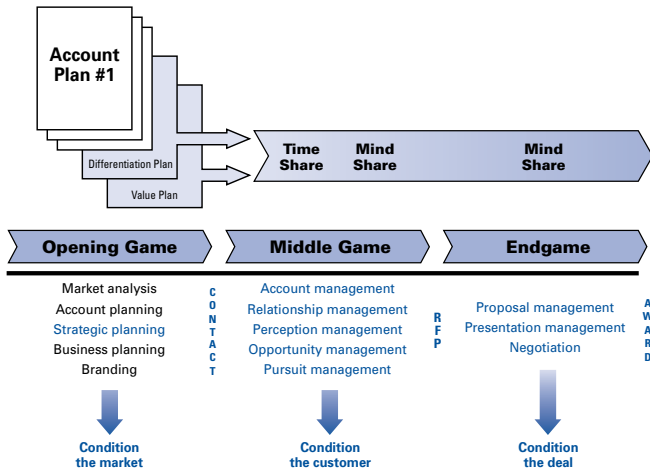 Account
Plan #1
Differentiation Plan
Value Plan
Time
Share
Mind
Share
Mind
Share
Opening Game
Middle Game
Endgame
Market analysis
Account planning
Strategic planning
Business planning
Branding
CONTACT
Account management
Relationship management
Perception management
Opportunity management
Pursuit management
RFP
Proposal management
Presentation management
Negotiation
AWARD
Condition
the market
Condition
the customer
Condition
the deal